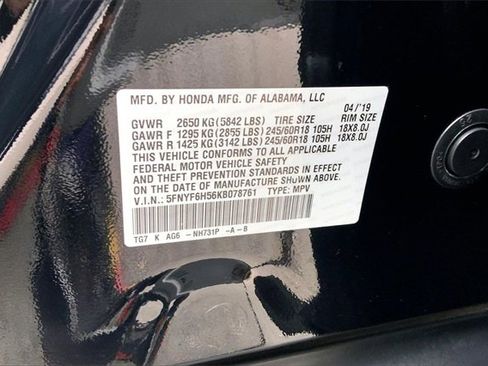 MFD. BY HONDA MFG. OF ALABAMA, LLC 04/'19
GVWR 2650 KG (5842 LBS) TIRE SIZE RIM SIZE
GAWR F 1295 KG (2855 LBS) 245/60R18 105H 18X8.0J
GAWR R 1425 KG (3142 LBS) 245/60R18 105H 18X8.0J
THIS VEHICLE CONFORMS TO ALL APPLICABLE
FEDERAL MOTOR VEHICLE SAFETY
AND THEFT PREVENTION STANDARDS IN EFFECT
ON THE DATE OF MANUFACTURE SHOWN ABOVE.
V.I.N.: 5FNYF6H56KB078761 TYPE: MPV
TG7 K AG6 -NH731P -A-B